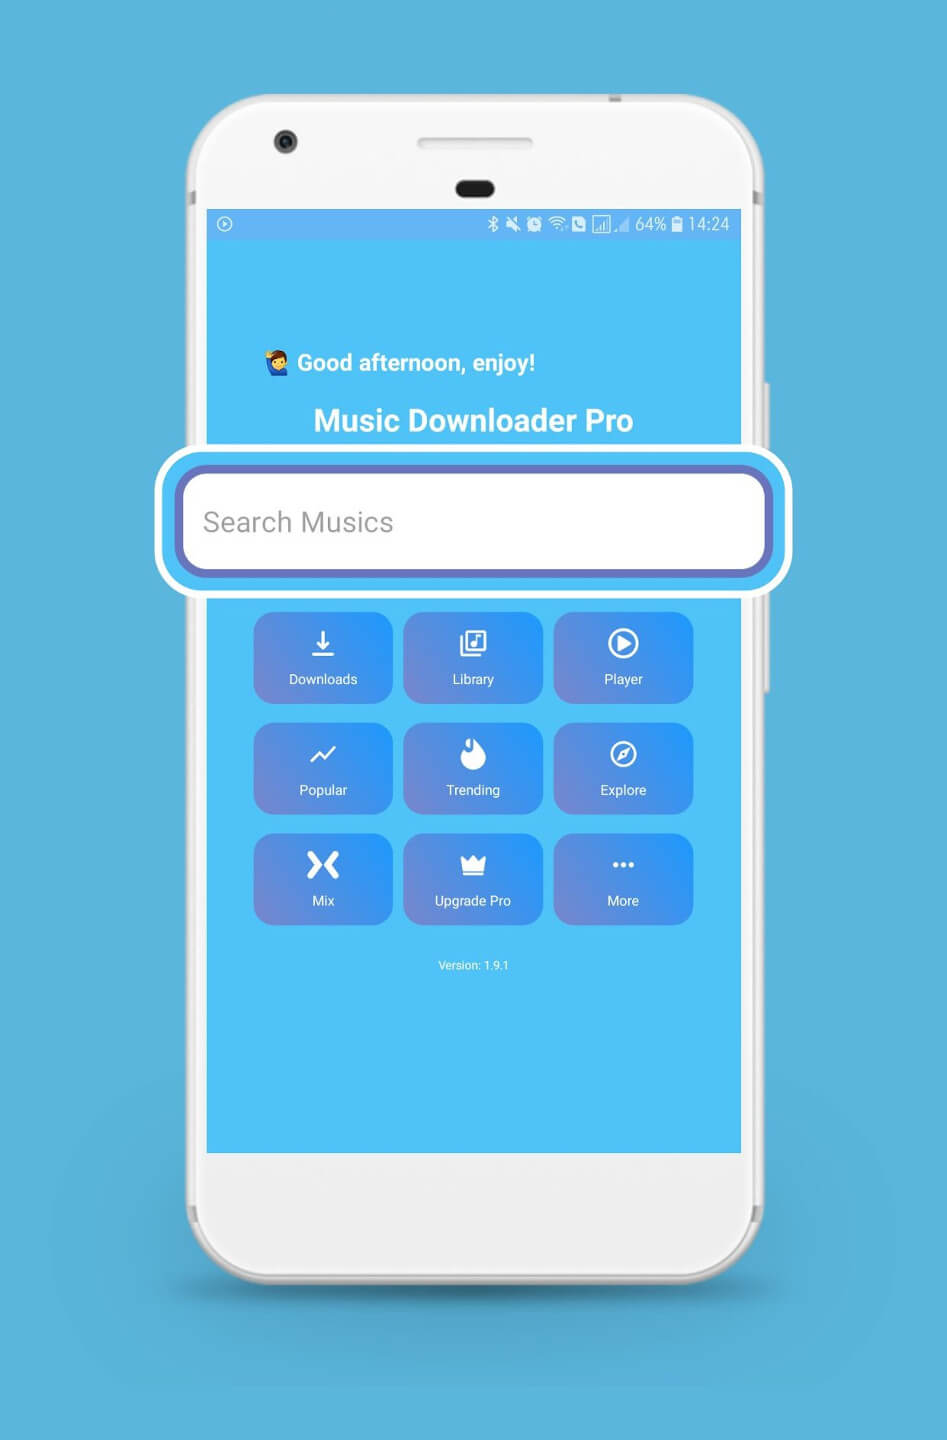 64% 14:24
Good afternoon, enjoy!
Music Downloader Pro
Search Musics
Downloads Library Player
Popular Trending Explore
Mix Upgrade Pro More
Version: 1.9.1